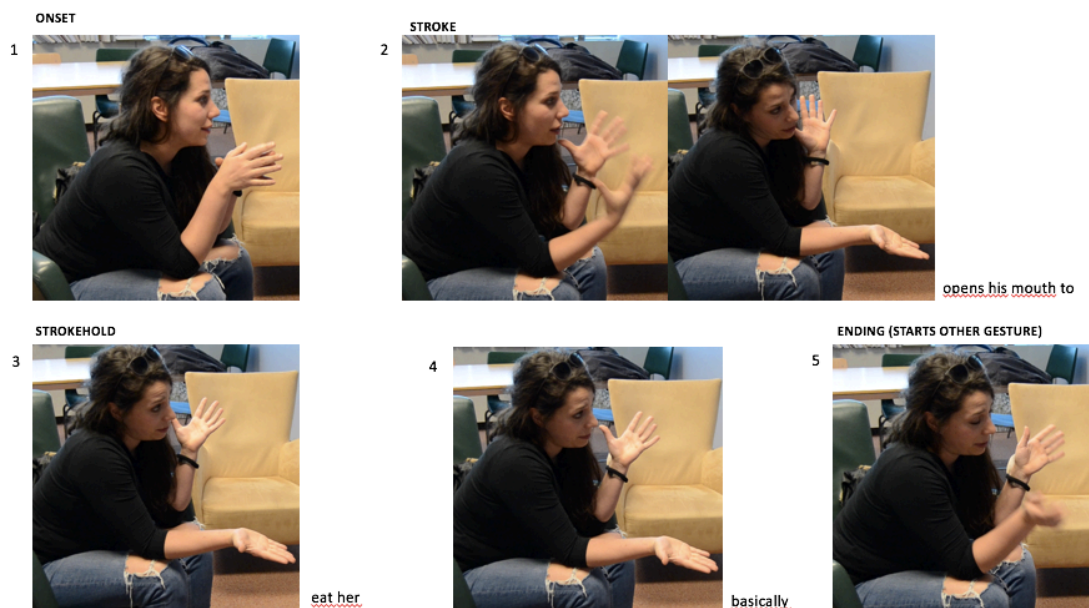 ONSET
1
STROKE
2
opens his mouth to
STROKEHOLD
3
eat her
4
basically
ENDING (STARTS OTHER GESTURE)
5